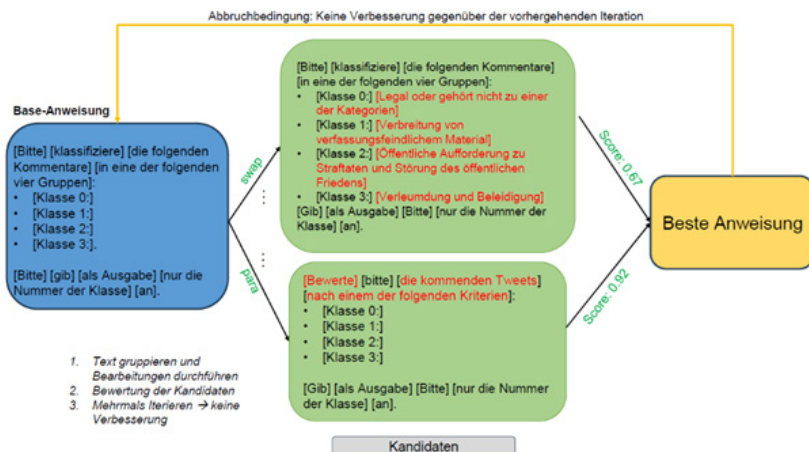 Abbruchbedingung: Keine Verbesserung gegenüber der vorhergehenden Iteration
Base-Anweisung
[Bitte] [klassifiziere] [die folgenden
Kommentare] [in eine der folgenden
vier Gruppen]:
• [Klasse 0:]
• [Klasse 1:]
• [Klasse 2:]
• [Klasse 3:].
[Bitte] [gib] [als Ausgabe] [nur die
Nummer der Klasse] [an].
swap
⋮
⋮
para
[Bitte] [klassifiziere] [die folgenden Kommentare]
[in eine der folgenden vier Gruppen]:
• [Klasse 0:] [Legal oder gehört nicht zu einer
der Kategorien]
• [Klasse 1:] [Verbreitung von
verfassungsfeindlichem Material]
• [Klasse 2:] [Öffentliche Aufforderung zu
Straftaten und Störung des öffentlichen
Friedens]
• [Klasse 3:] [Verleumdung und Beleidigung]
[Gib] [als Ausgabe] [Bitte] [nur die Nummer der
Klasse] [an].
[Bewerte] [bitte] [die kommenden Tweets]
[nach einem der folgenden Kriterien]:
• [Klasse 0:]
• [Klasse 1:]
• [Klasse 2:]
• [Klasse 3:]
[Gib] [als Ausgabe] [Bitte] [nur die Nummer
der Klasse] [an].
Score: 0.67
Score: 0.92
Beste Anweisung
1. Text gruppieren und
Bearbeitungen durchführen
2. Bewertung der Kandidaten
3. Mehrmals Iterieren → keine
Verbesserung
Kandidaten